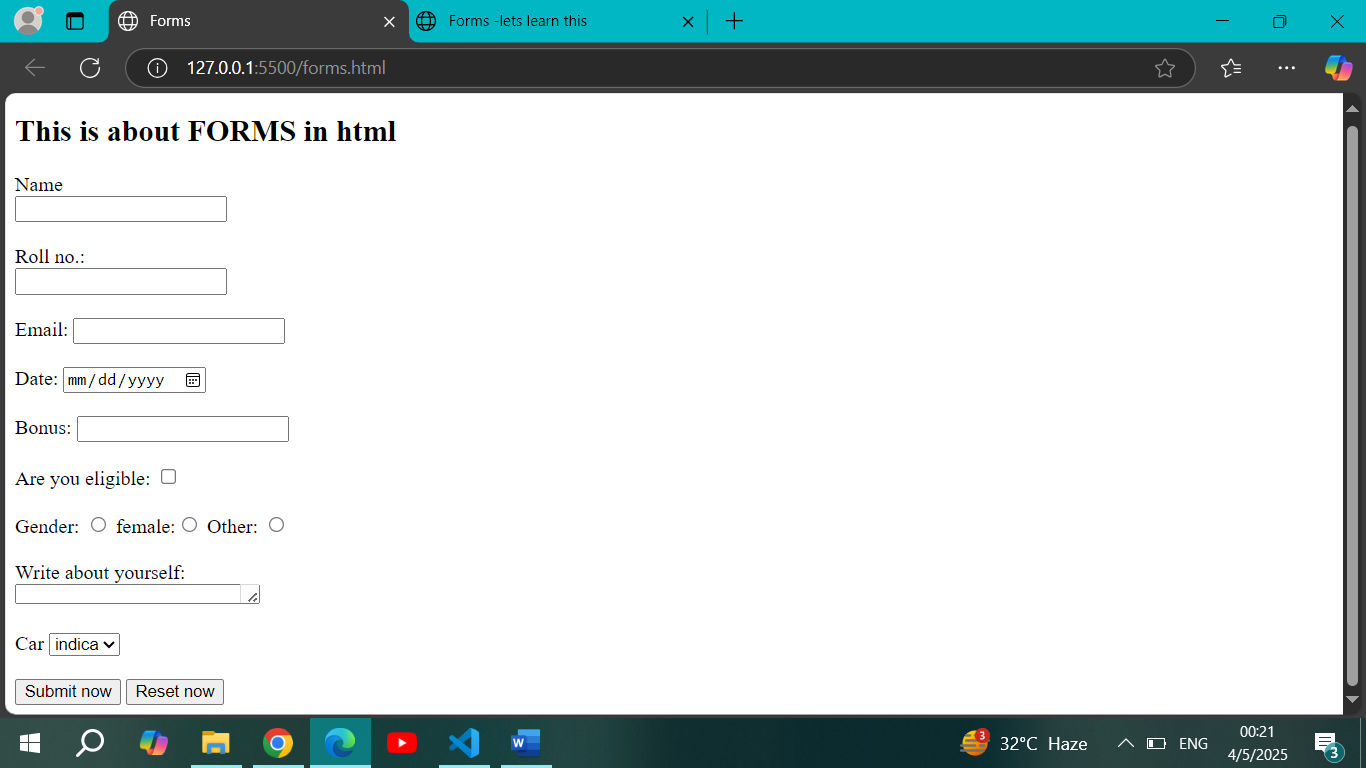 Forms
Forms -lets learn this
127.0.0.1:5500/forms.html
This is about FORMS in html
Name
Roll no.:
Email:
Date: mm/dd/yyyy
Bonus:
Are you eligible:
Gender: female: Other:
Write about yourself:
Car indica
Submit now Reset now
3 32°C Haze ENG 00:21
4/5/2025 3